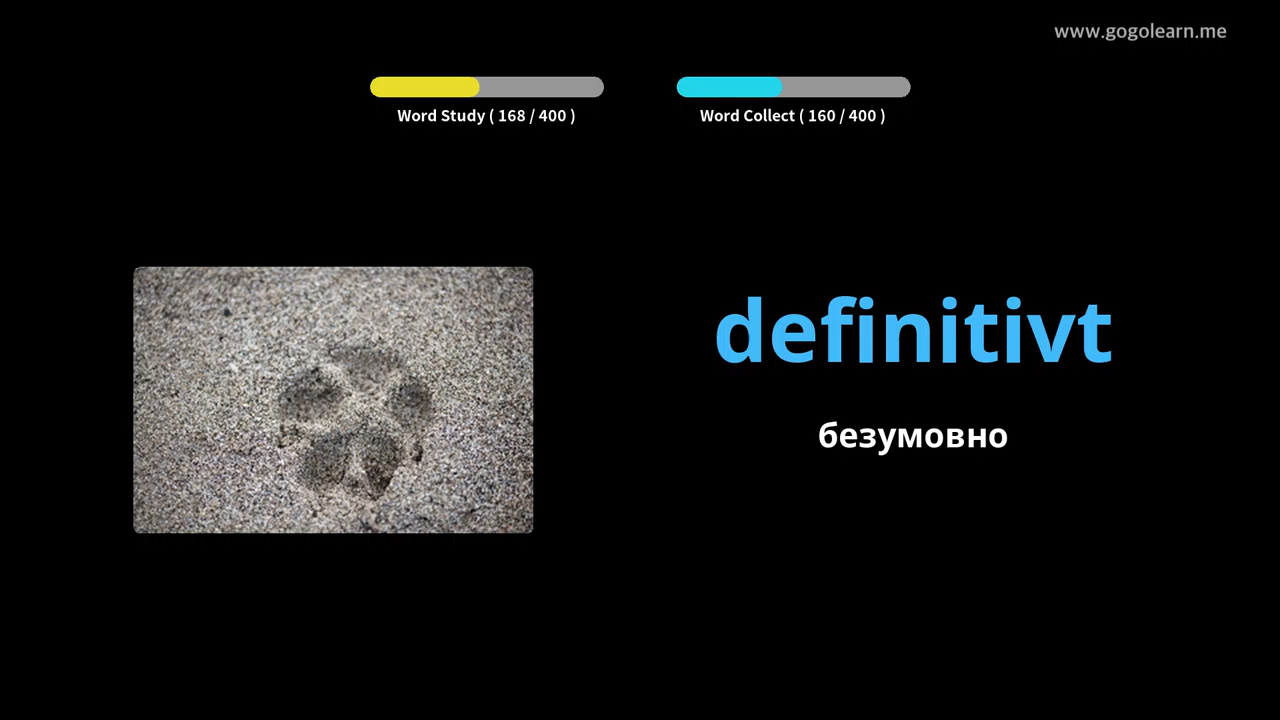 www.gogolearn.me
Word Study ( 168 / 400 )
Word Collect ( 160 / 400 )
definitivt
безумовно